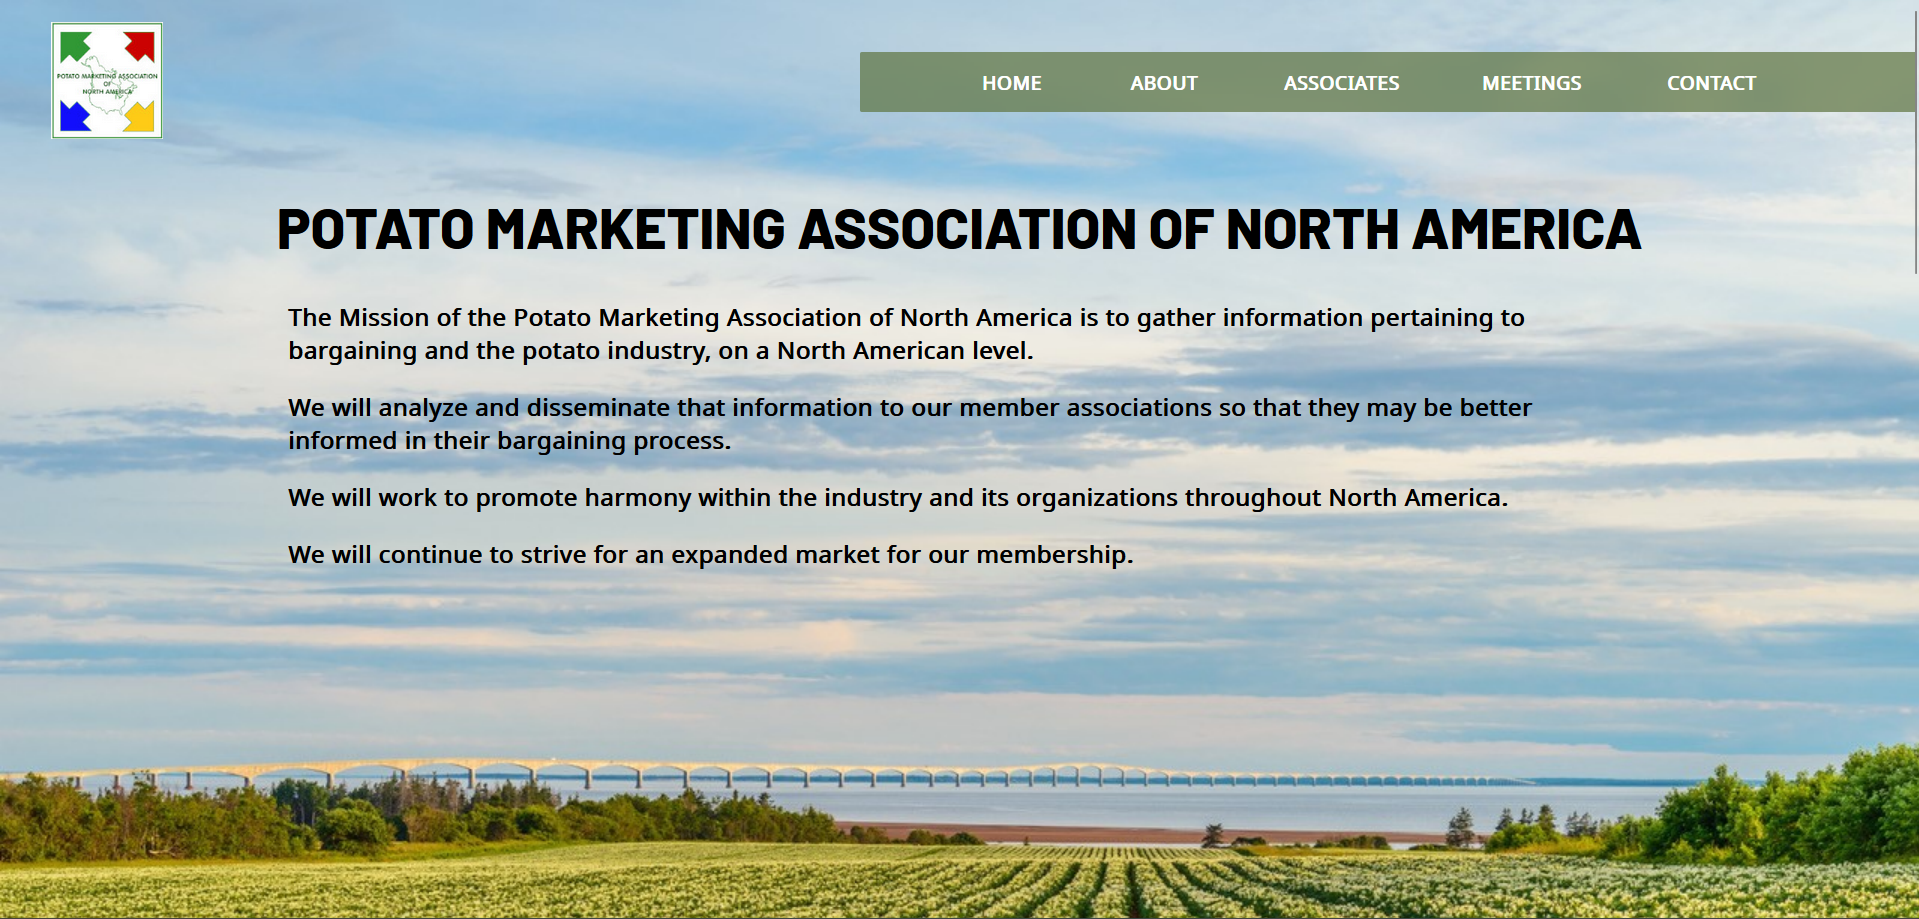 POTATO MARKETING ASSOCIATION
OF
NORTH AMERICA
HOME ABOUT ASSOCIATES MEETINGS CONTACT
POTATO MARKETING ASSOCIATION OF NORTH AMERICA
The Mission of the Potato Marketing Association of North America is to gather information pertaining to
bargaining and the potato industry, on a North American level.
We will analyze and disseminate that information to our member associations so that they may be better
informed in their bargaining process.
We will work to promote harmony within the industry and its organizations throughout North America.
We will continue to strive for an expanded market for our membership.